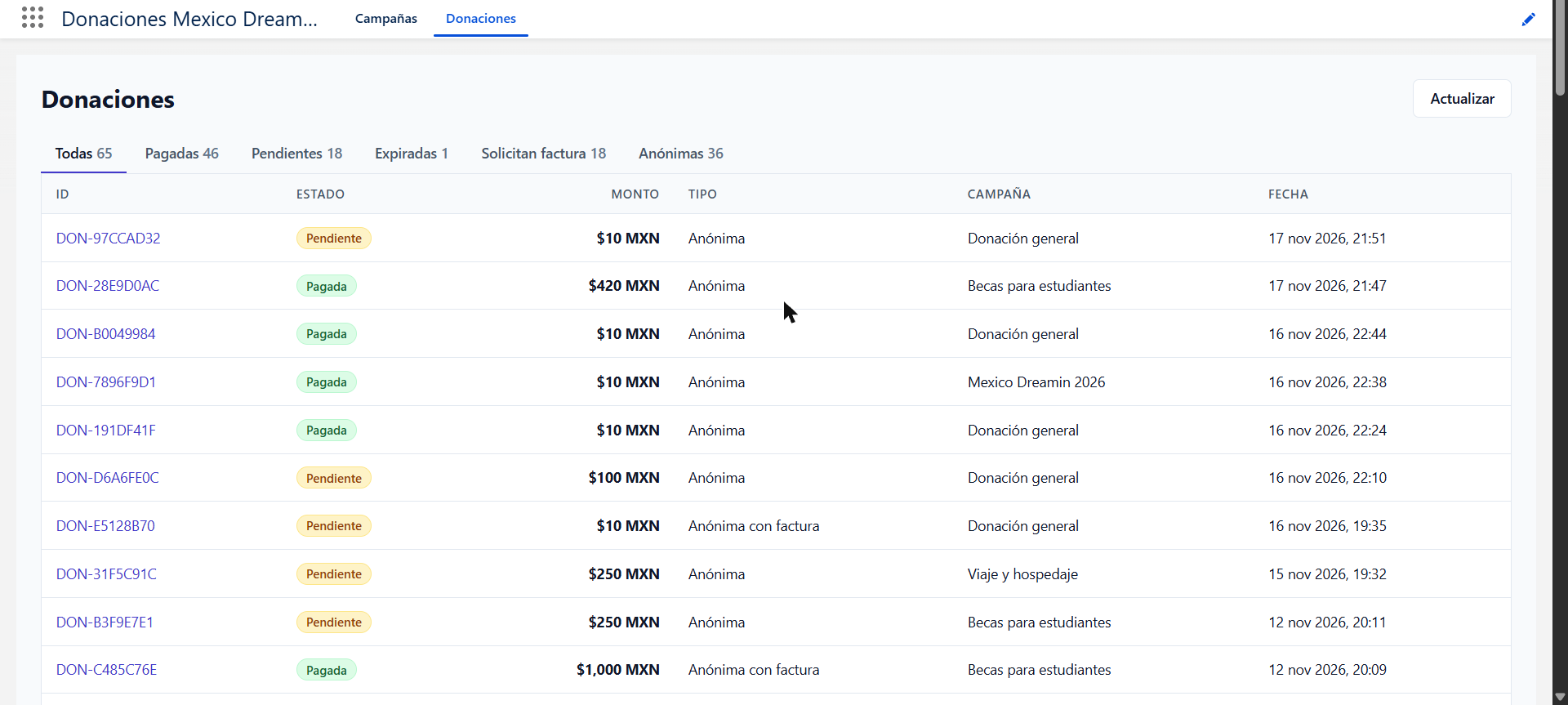 Donaciones Mexico Dream... Campañas Donaciones
Donaciones Actualizar
Todas 65 Pagadas 46 Pendientes 18 Expiradas 1 Solicitan factura 18 Anónimas 36
ID ESTADO MONTO TIPO CAMPAÑA FECHA
DON-97CCAD32 Pendiente $10 MXN Anónima Donación general 17 nov 2026, 21:51
DON-28E9D0AC Pagada $420 MXN Anónima Becas para estudiantes 17 nov 2026, 21:47
DON-B0049984 Pagada $10 MXN Anónima Donación general 16 nov 2026, 22:44
DON-7896F9D1 Pagada $10 MXN Anónima Mexico Dreamin 2026 16 nov 2026, 22:38
DON-191DF41F Pagada $10 MXN Anónima Donación general 16 nov 2026, 22:24
DON-D6A6FE0C Pendiente $100 MXN Anónima Donación general 16 nov 2026, 22:10
DON-E5128B70 Pendiente $10 MXN Anónima con factura Donación general 16 nov 2026, 19:35
DON-31F5C91C Pendiente $250 MXN Anónima Viaje y hospedaje 15 nov 2026, 19:32
DON-B3F9E7E1 Pendiente $250 MXN Anónima Becas para estudiantes 12 nov 2026, 20:11
DON-C485C76E Pagada $1,000 MXN Anónima con factura Becas para estudiantes 12 nov 2026, 20:09